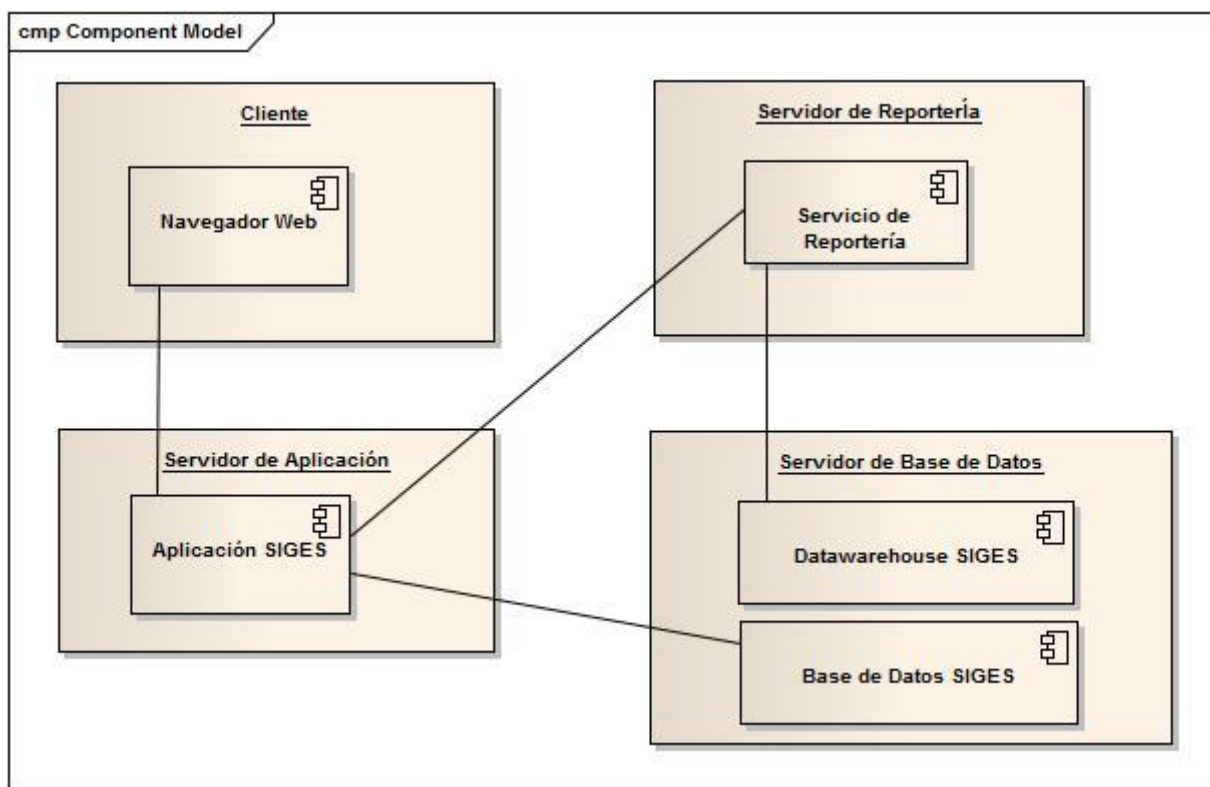 cmp Component Model
Cliente
Navegador Web
Servidor de Reportería
Servicio de
Reportería
Servidor de Aplicación
Aplicación SIGES
Servidor de Base de Datos
Datawarehouse SIGES
Base de Datos SIGES